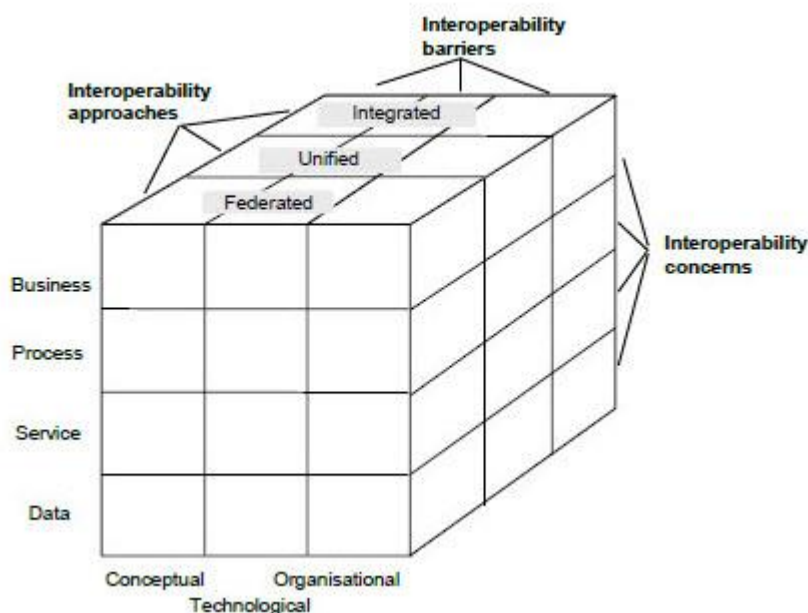 Interoperability
barriers
Interoperability
approaches
Integrated
Unified
Federated
Interoperability
concerns
Business
Process
Service
Data
Conceptual
Organisational
Technological